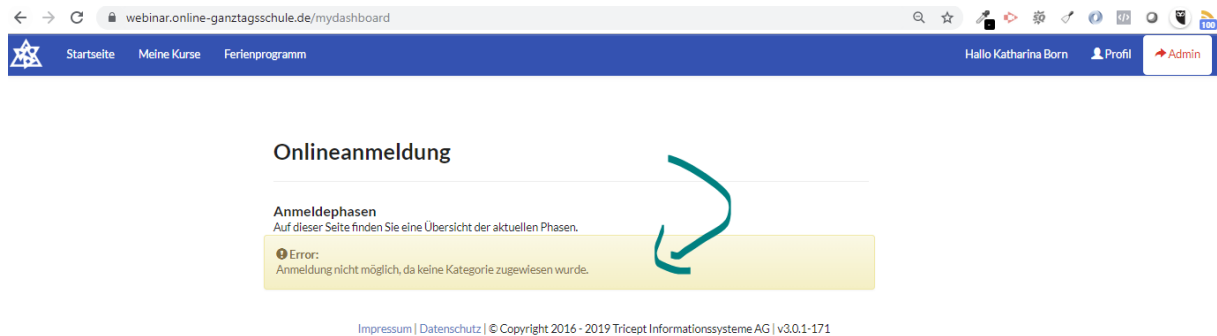 webinar.online-ganztagsschule.de/mydashboard
100
Startseite Meine Kurse Ferienprogramm Hallo Katharina Born Profil Admin
Onlineanmeldung
Anmeldephasen
Auf dieser Seite finden Sie eine Übersicht der aktuellen Phasen.
Error:
Anmeldung nicht möglich, da keine Kategorie zugewiesen wurde.
Impressum | Datenschutz | © Copyright 2016 - 2019 Tricept Informationssysteme AG | v3.0.1-171